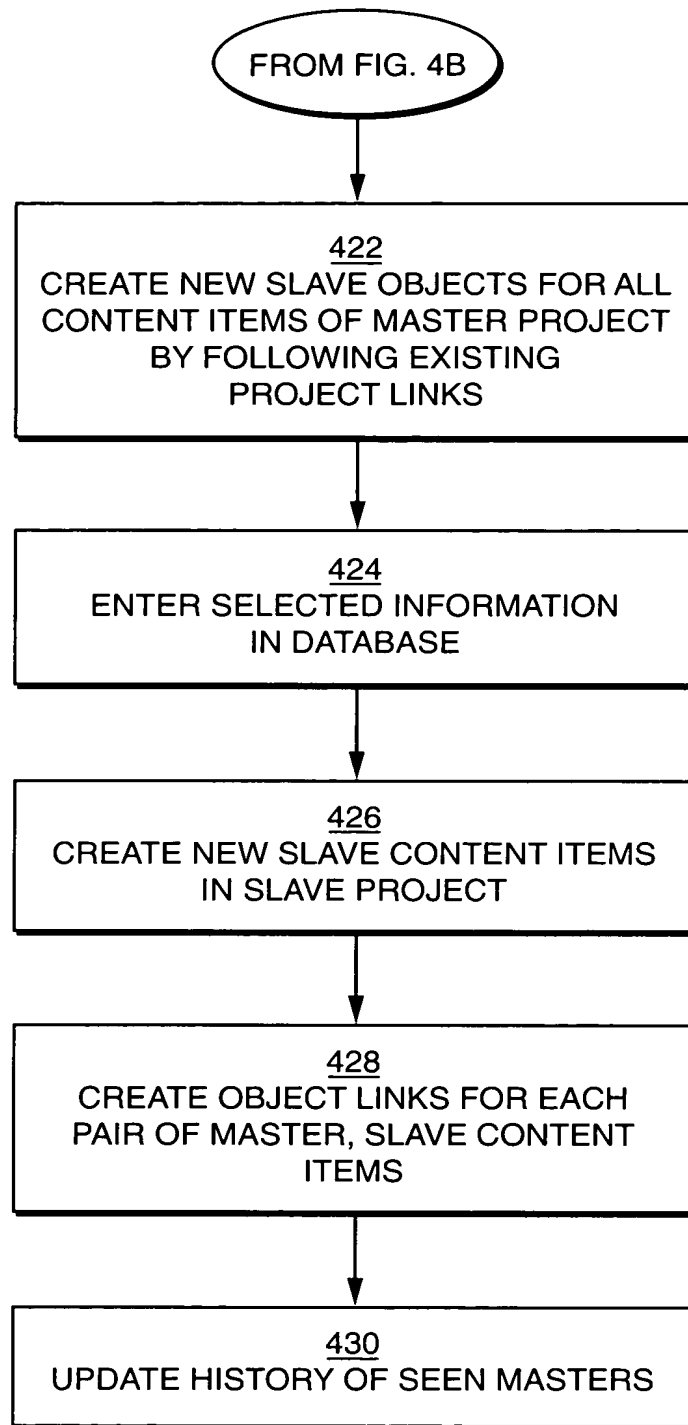 FROM FIG. 4B
422
CREATE NEW SLAVE OBJECTS FOR ALL
CONTENT ITEMS OF MASTER PROJECT
BY FOLLOWING EXISTING
PROJECT LINKS
424
ENTER SELECTED INFORMATION
IN DATABASE
426
CREATE NEW SLAVE CONTENT ITEMS
IN SLAVE PROJECT
428
CREATE OBJECT LINKS FOR EACH
PAIR OF MASTER, SLAVE CONTENT
ITEMS
430
UPDATE HISTORY OF SEEN MASTERS